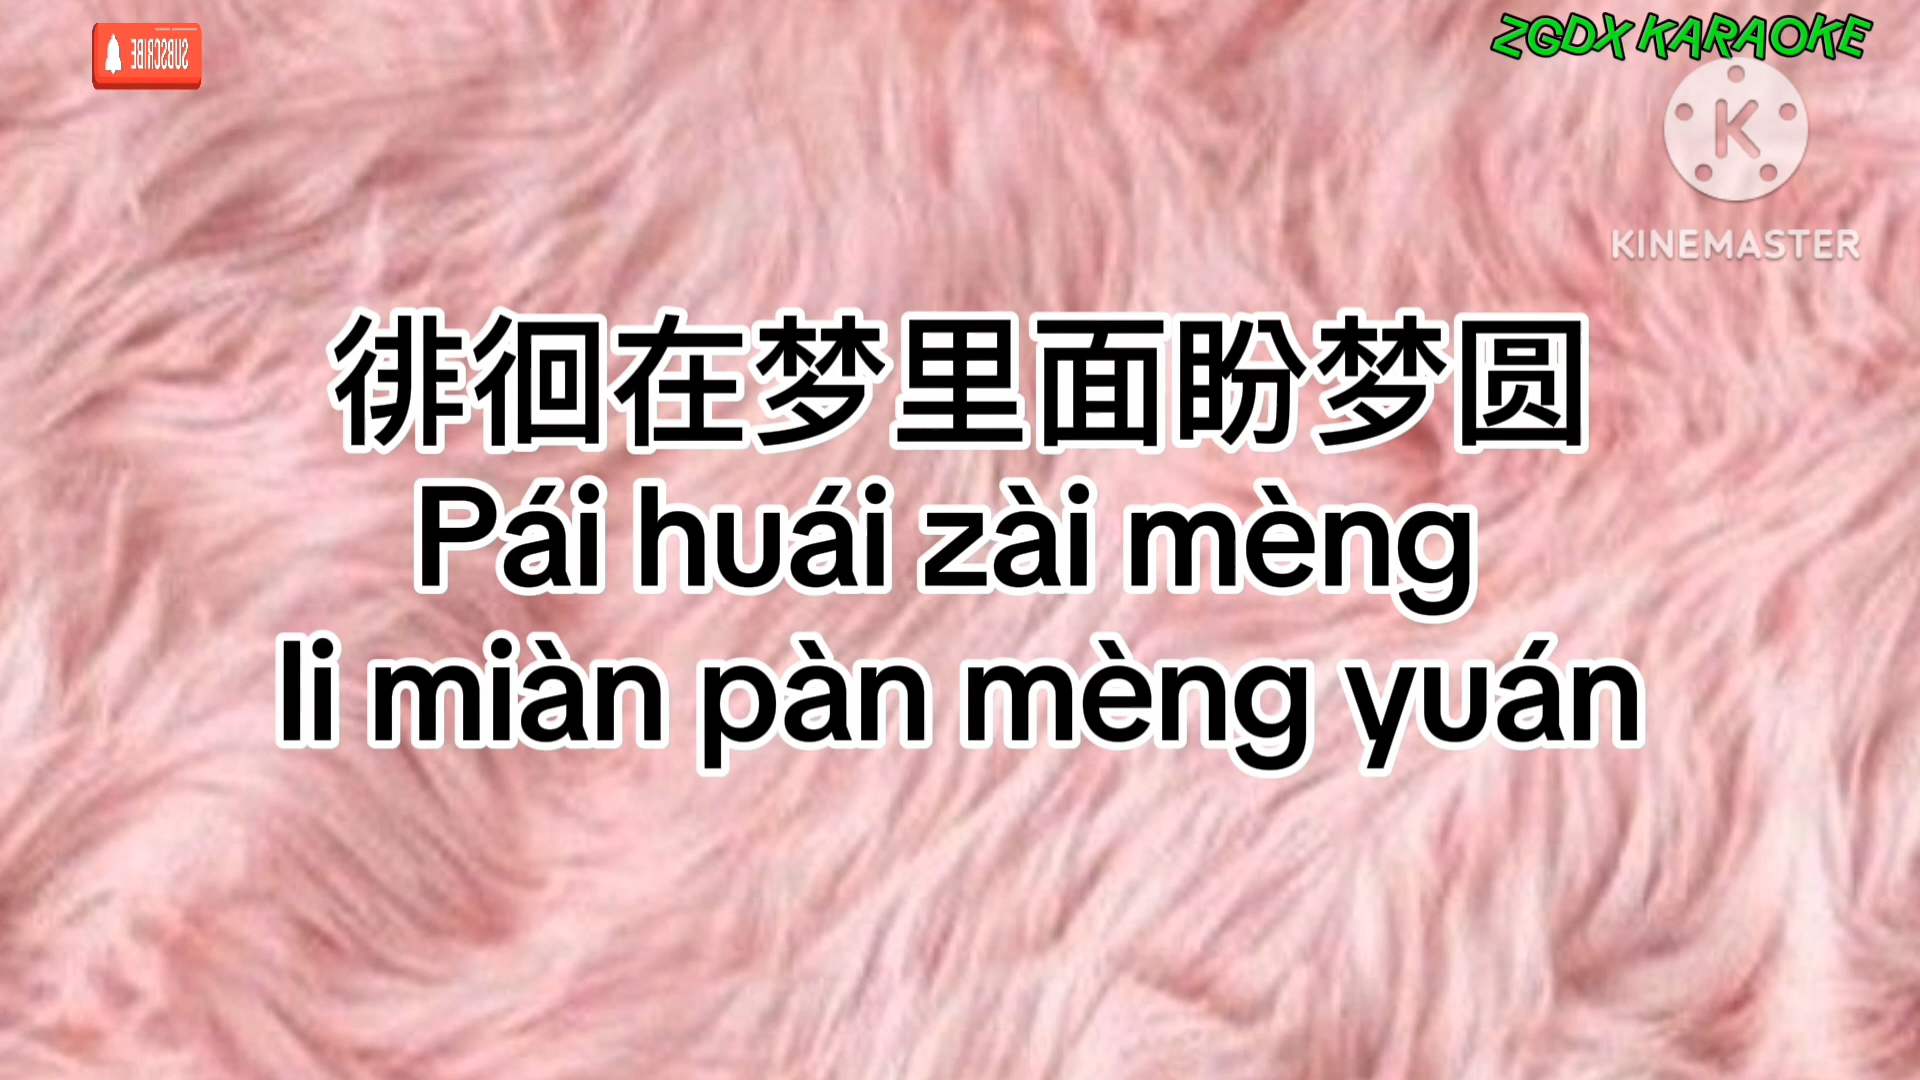 SUBSCRIBE
ZGDX KARAOKE
KINEMASTER
徘徊在梦里面盼梦圆
Pái huái zài mèng
li miàn pàn mèng yuán